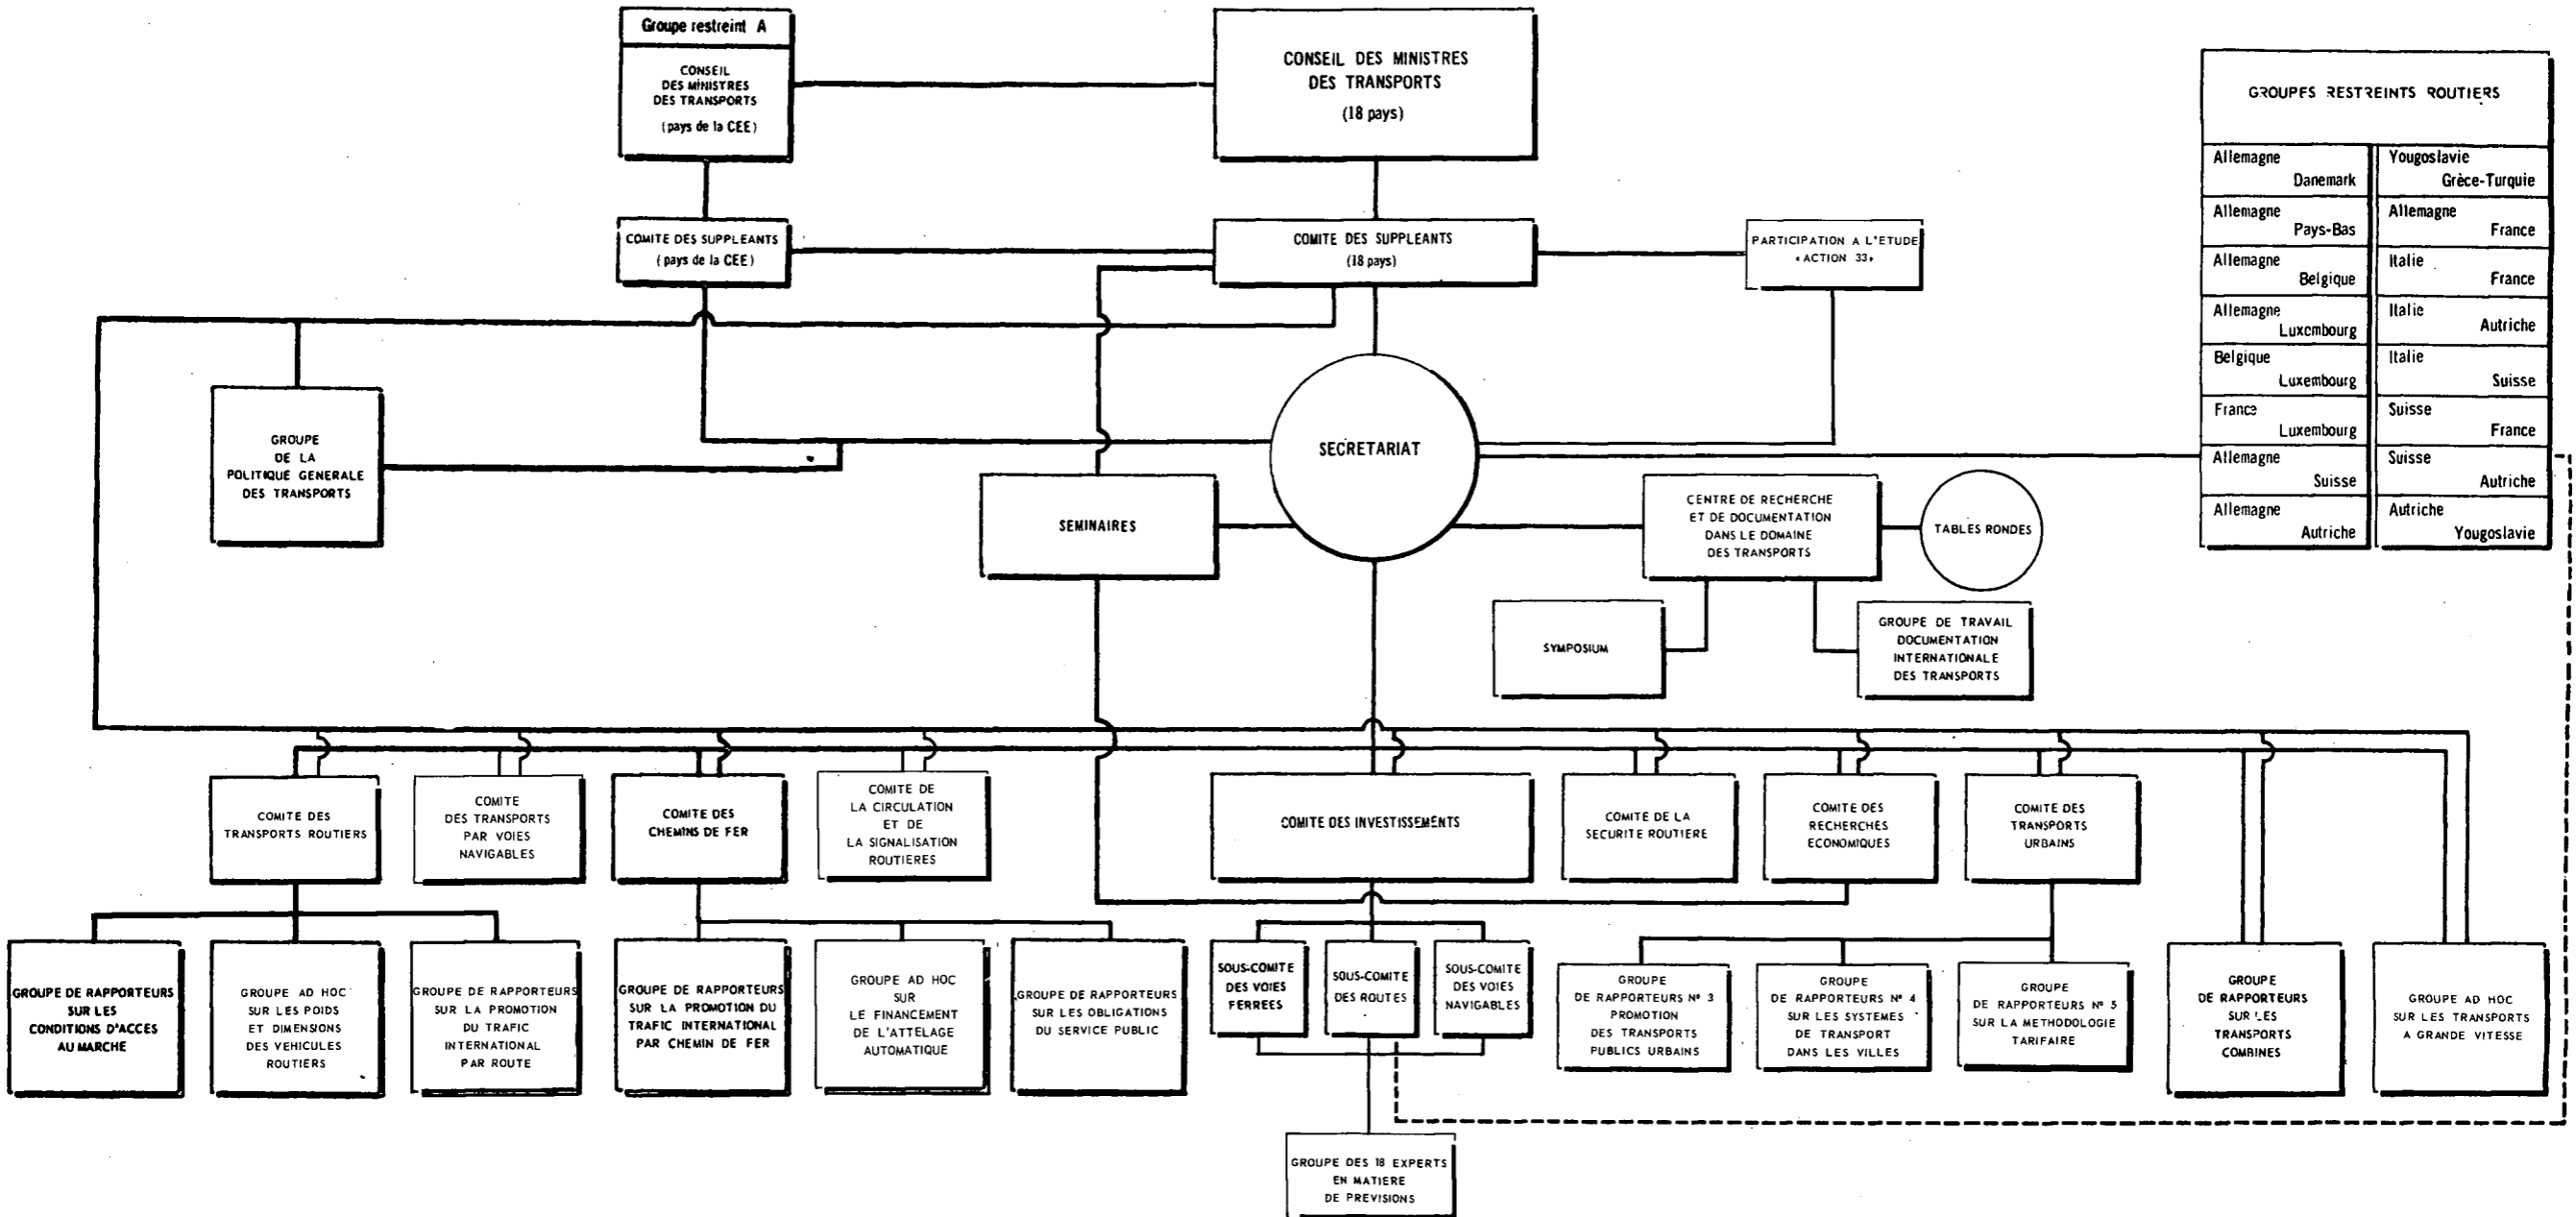 Groupe restreint A
CONSEIL
DES MINISTRES
DES TRANSPORTS
(pays de la CEE)
CONSEIL DES MINISTRES
DES TRANSPORTS
(18 pays)
COMITE DES SUPPLEANTS
(pays de la CEE)
COMITE DES SUPPLEANTS
(18 pays)
PARTICIPATION A L'ETUDE
« ACTION 33»
GROUPES RESTREINTS ROUTIERS
Allemagne
Danemark
Yougoslavie
Grèce-Turquie
Allemagne
Pays-Bas
Allemagne
France
Allemagne
Belgique
Italie
France
Allemagne
Luxembourg
Italie
Autriche
Belgique
Luxembourg
Italie
Suisse
France
Luxembourg
Suisse
France
Allemagne
Suisse
Suisse
Autriche
Allemagne
Autriche
Autriche
Yougoslavie
GROUPE
DE LA
POLITIQUE GENERALE
DES TRANSPORTS
SECRETARIAT
SEMINAIRES
CENTRE DE RECHERCHE
ET DE DOCUMENTATION
DANS LE DOMAINE
DES TRANSPORTS
TABLES RONDES
SYMPOSIUM
GROUPE DE TRAVAIL
DOCUMENTATION
INTERNATIONALE
DES TRANSPORTS
COMITE DES
TRANSPORTS ROUTIERS
COMITE
DES TRANSPORTS
PAR VOIES
NAVIGABLES
COMITE DES
CHEMINS DE FER
COMITE DE
LA CIRCULATION
ET DE
LA SIGNALISATION
ROUTIERES
COMITE DES INVESTISSEMENTS
COMITE DE LA
SECURITE ROUTIERE
COMITE DES
RECHERCHES
ECONOMIQUES
COMITE DES
TRANSPORTS
URBAINS
GROUPE DE RAPPORTEURS
SUR LES
CONDITIONS D'ACCES
AU MARCHE
GROUPE AD HOC
SUR LES POIDS
ET DIMENSIONS
DES VEHICULES
ROUTIERS
GROUPE DE RAPPORTEURS
SUR LA PROMOTION
DU TRAFIC
INTERNATIONAL
PAR ROUTE
GROUPE DE RAPPORTEURS
SUR LA PROMOTION DU
TRAFIC INTERNATIONAL
PAR CHEMIN DE FER
GROUPE AD HOC
SUR
LE FINANCEMENT
DE L'ATTELAGE
AUTOMATIQUE
GROUPE DE RAPPORTEURS
SUR LES OBLIGATIONS
DU SERVICE PUBLIC
SOUS-COMITE
DES VOIES
FERREES
SOUS-COMITE
DES ROUTES
SOUS-COMITE
DES VOIES
NAVIGABLES
GROUPE
DE RAPPORTEURS Nº 3
PROMOTION
DES TRANSPORTS
PUBLICS URBAINS
GROUPE
DE RAPPORTEURS Nº 4
SUR LES SYSTEMES
DE TRANSPORT
DANS LES VILLES
GROUPE
DE RAPPORTEURS Nº 5
SUR LA METHODOLOGIE
TARIFAIRE
GROUPE
DE RAPPORTEURS
SUR LES
TRANSPORTS
COMBINES
GROUPE AD HOC
SUR LES TRANSPORTS
A GRANDE VITESSE
GROUPE DES 18 EXPERTS
EN MATIERE
DE PREVISIONS